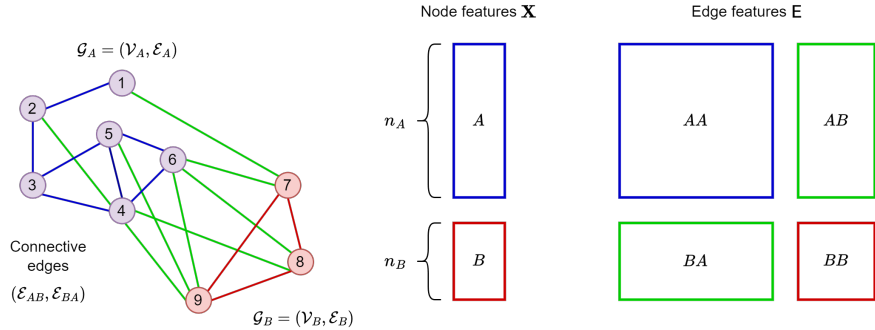 Node features 𝐗
Edge features 𝖤
𝒢_A = (𝒱_A, ℰ_A)
1
2
5
6
3
4
7
8
9
Connective
edges
(ℰ_AB, ℰ_BA)
𝒢_B = (𝒱_B, ℰ_B)
n_A
A
AA
AB
n_B
B
BA
BB